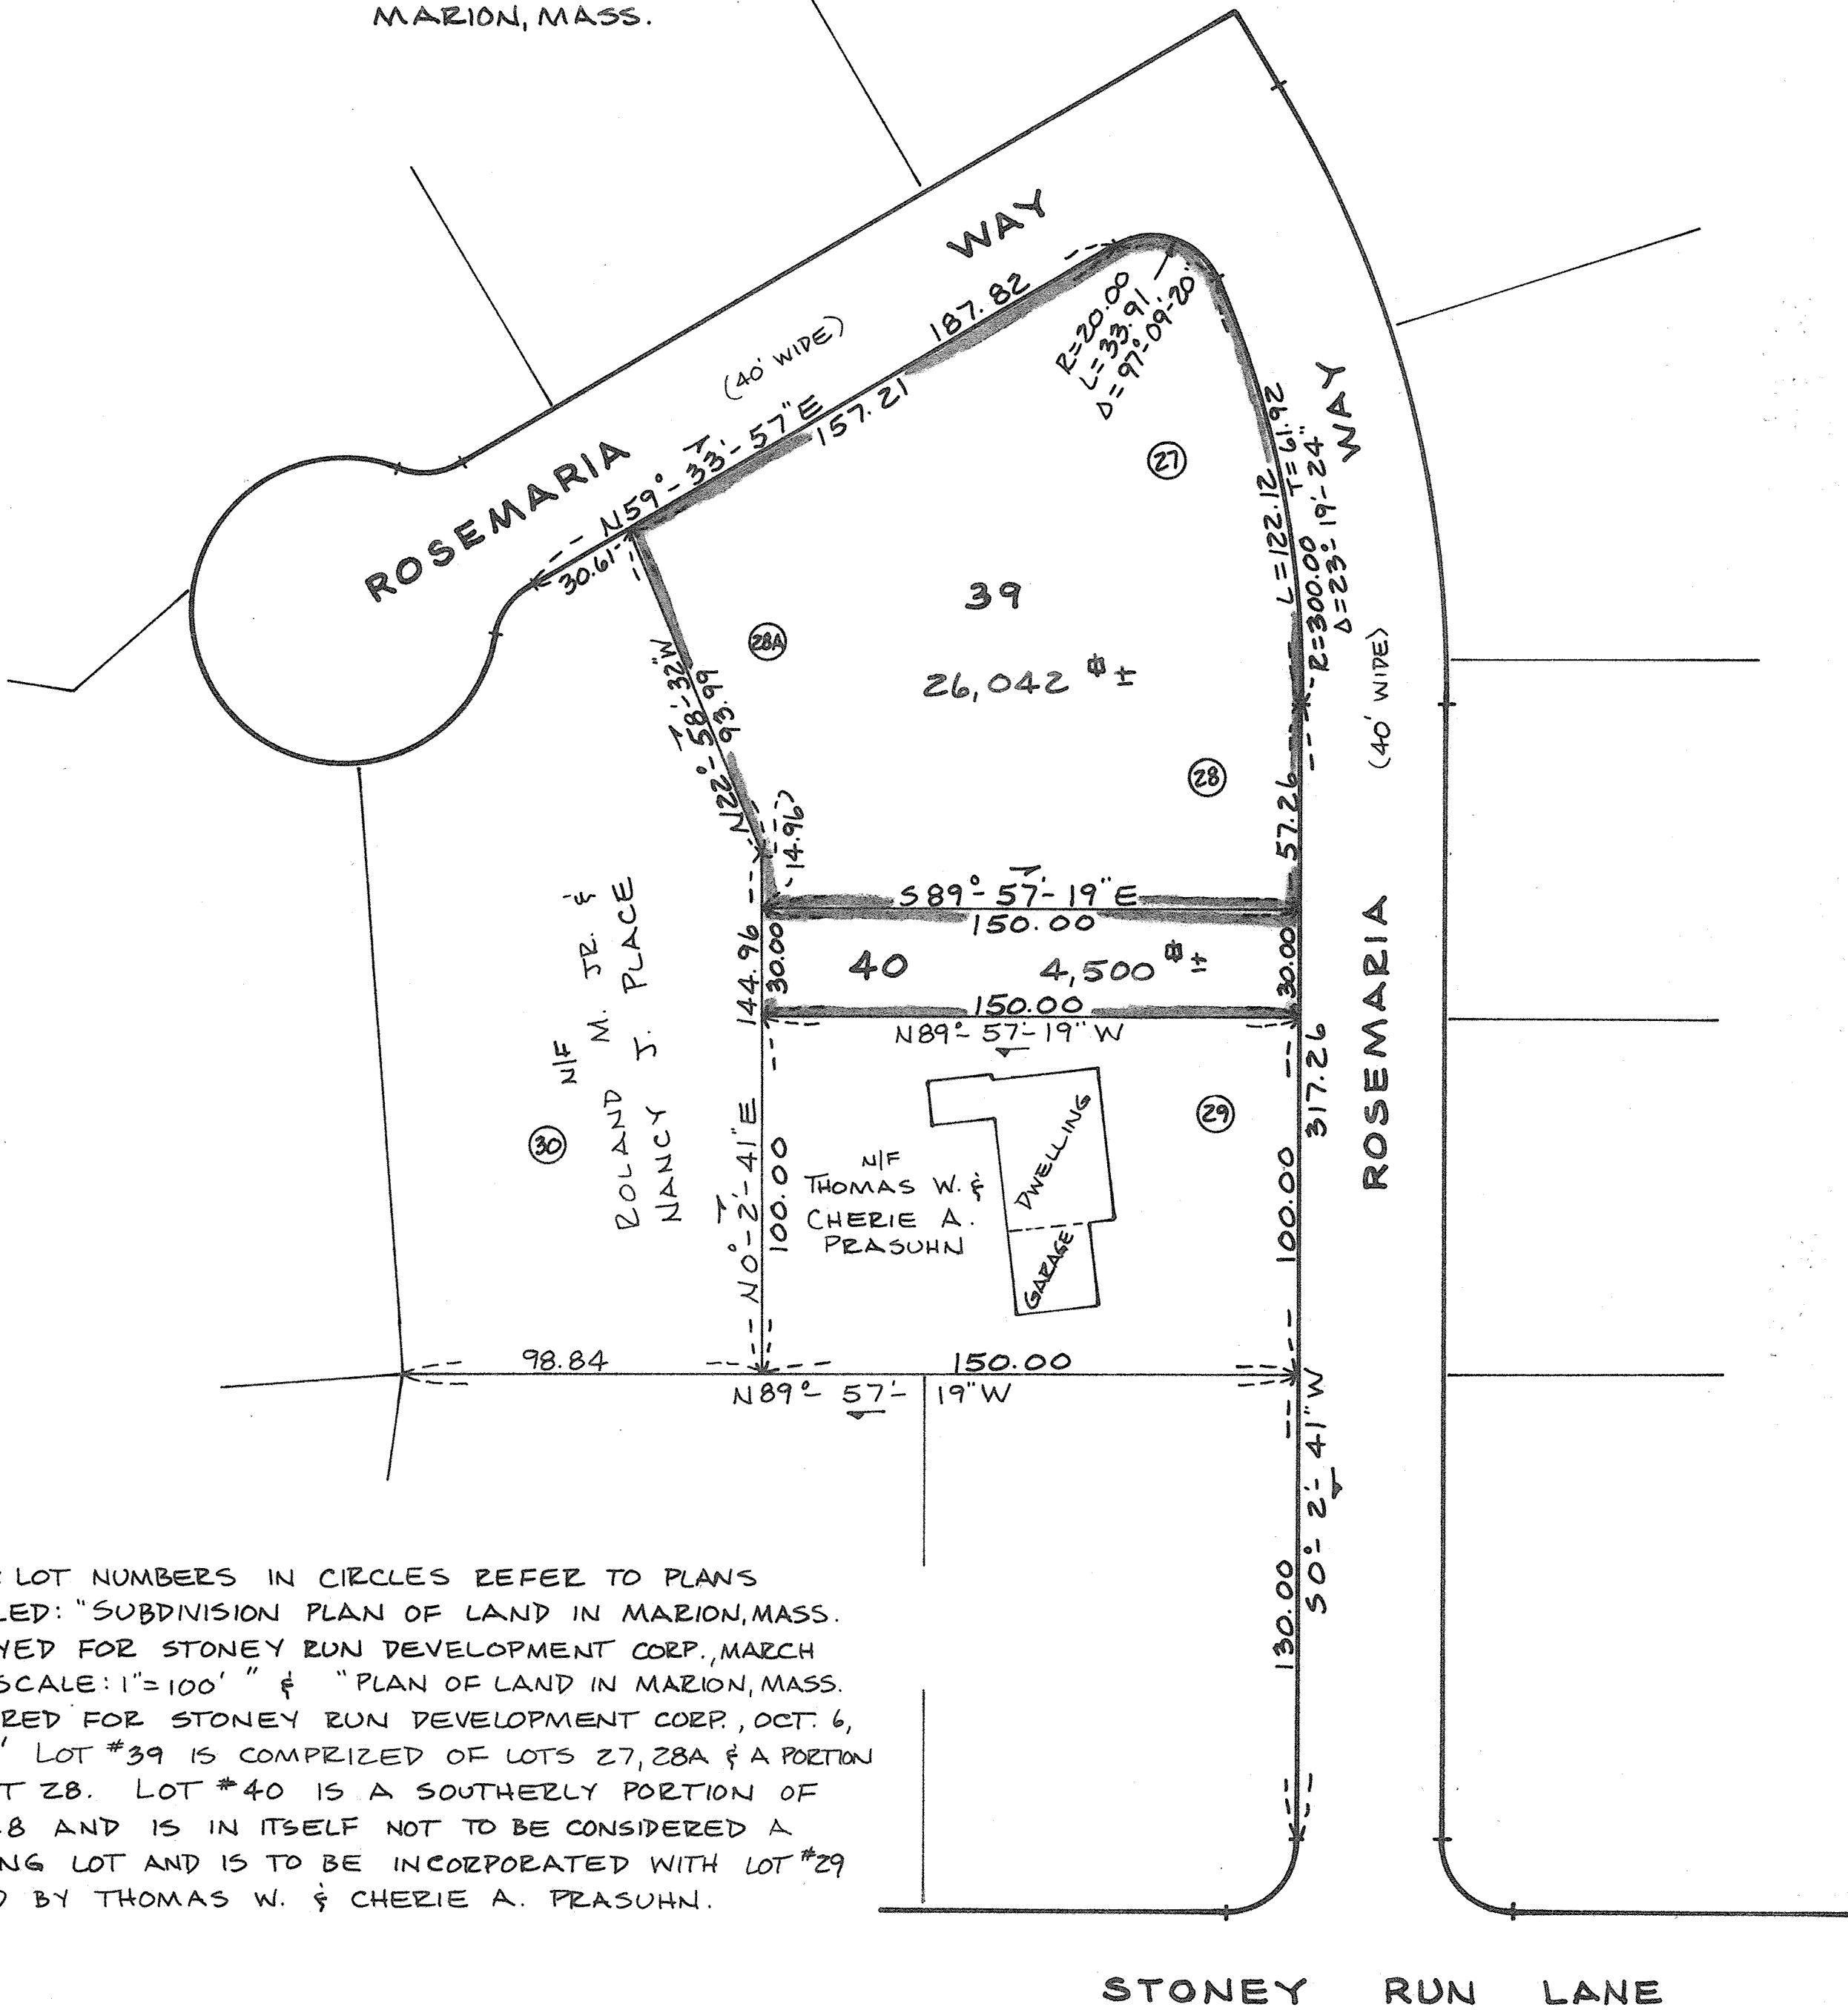 MARION, MASS.
WAY
187.82
(40' WIDE)
R=20.00
L=33.91
Δ=97°-09'-20"
N59°-33'-57"E
157.21
ROSEMARIA
30.61
27
WAY
L=122.12
T=61.92
R=300.00
Δ=23°-19'-24"
39
28A
26,042 ±
N22°-58'-32"W
93.99
(40' WIDE)
28
(14.96)
57.26
S89°-57'-19"E
150.00
144.96
30.00
40
4,500 ±
30.00
150.00
N89°-57'-19"W
N/F
ROLAND M. JR. &
NANCY J. PLACE
30
ROSEMARIA
317.26
29
DWELLING
GARAGE
N/F
THOMAS W. &
CHERIE A.
PRASUHN
N0°-2'-41"E
100.00
100.00
98.84
150.00
N89°-57'-19"W
S0°-2'-41"W
130.00
: LOT NUMBERS IN CIRCLES REFER TO PLANS
LED: "SUBDIVISION PLAN OF LAND IN MARION, MASS.
YED FOR STONEY RUN DEVELOPMENT CORP., MARCH
SCALE: 1"=100' " & "PLAN OF LAND IN MARION, MASS.
RED FOR STONEY RUN DEVELOPMENT CORP., OCT. 6,
" LOT #39 IS COMPRIZED OF LOTS 27, 28A & A PORTION
T 28. LOT #40 IS A SOUTHERLY PORTION OF
8 AND IS IN ITSELF NOT TO BE CONSIDERED A
NG LOT AND IS TO BE INCORPORATED WITH LOT #29
D BY THOMAS W. & CHERIE A. PRASUHN.
STONEY RUN LANE